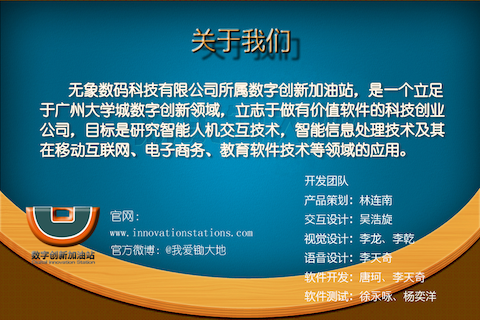 关于我们
无象数码科技有限公司所属数字创新加油站，是一个立足
于广州大学城数字创新领域，立志于做有价值软件的科技创业
公司，目标是研究智能人机交互技术，智能信息处理技术及其
在移动互联网、电子商务、教育软件技术等领域的应用。
数字创新加油站
Digital Innovation Station
官网：
www.innovationstations.com
官方微博：@我爱锄大地
开发团队
产品策划：林连南
交互设计：吴浩旋
视觉设计：李龙、李乾
语音设计：李天奇
软件开发：唐珂、李天奇
软件测试：徐永咏、杨奕洋